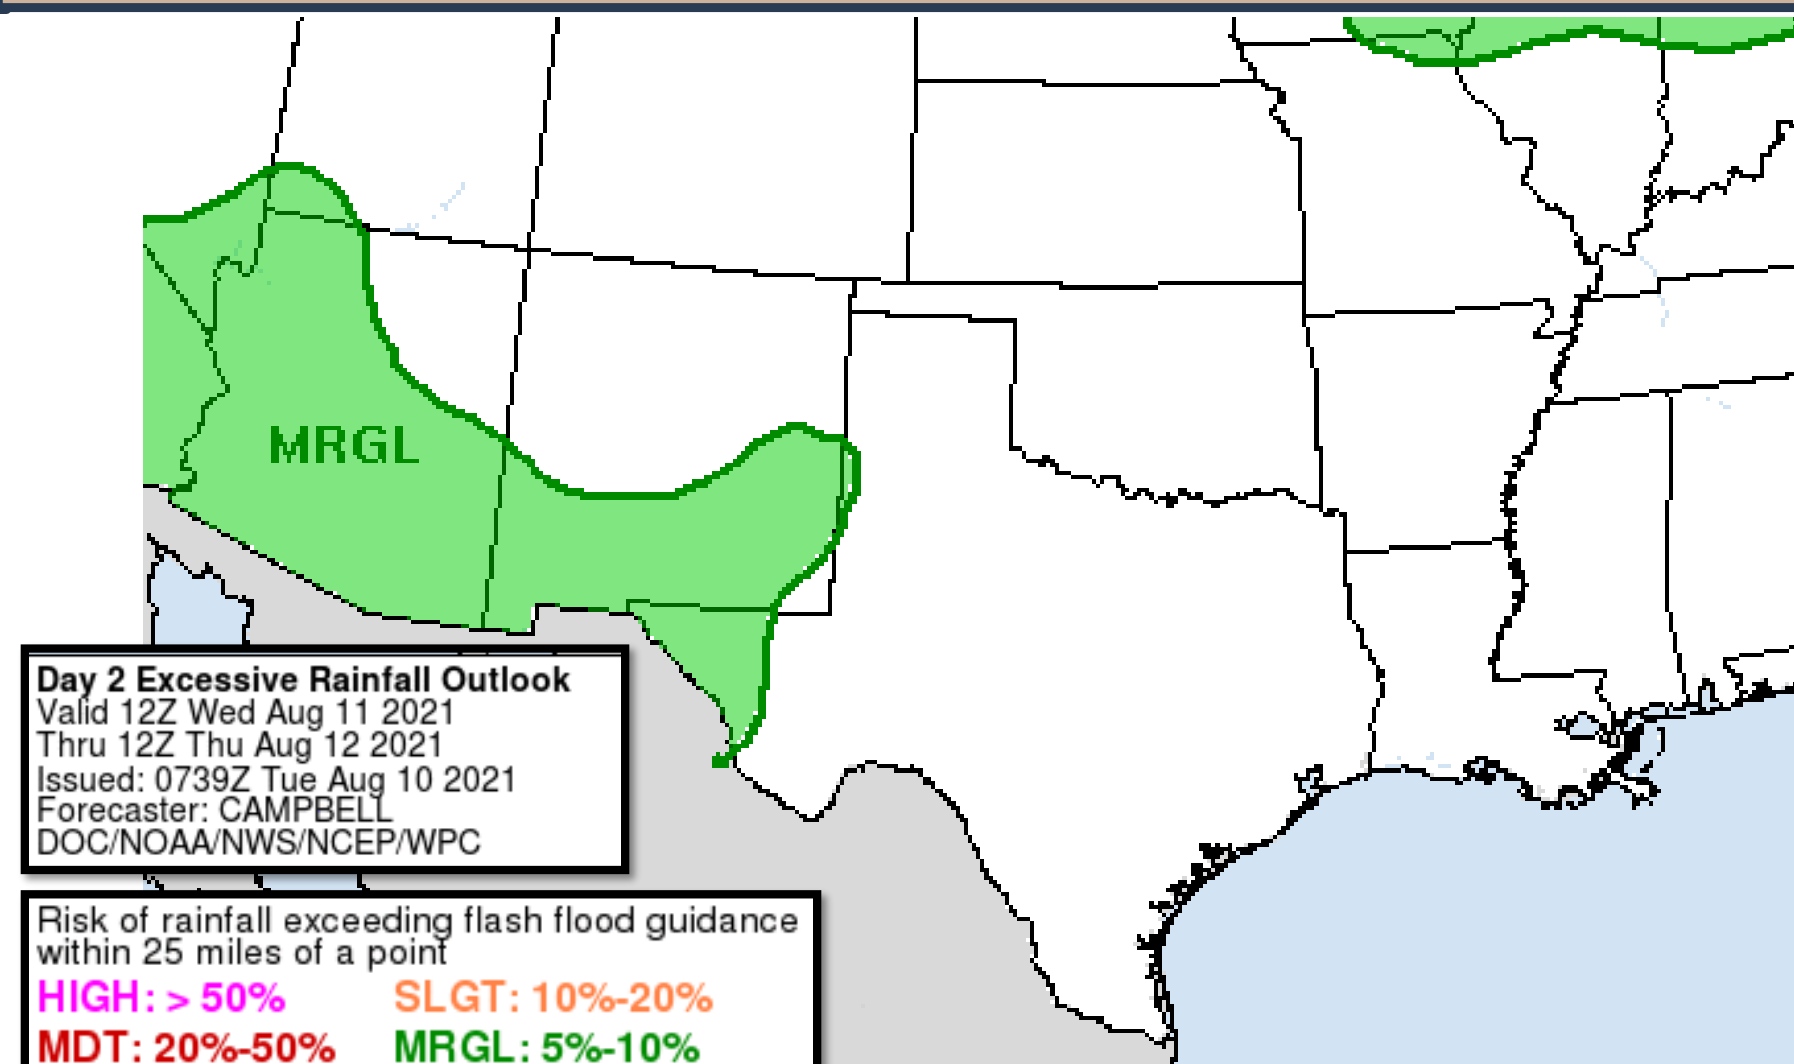 MRGL
Day 2 Excessive Rainfall Outlook
Valid 12Z Wed Aug 11 2021
Thru 12Z Thu Aug 12 2021
Issued: 0739Z Tue Aug 10 2021
Forecaster: CAMPBELL
DOC/NOAA/NWS/NCEP/WPC
Risk of rainfall exceeding flash flood guidance
within 25 miles of a point
HIGH: > 50% SLGT: 10%-20%
MDT: 20%-50% MRGL: 5%-10%